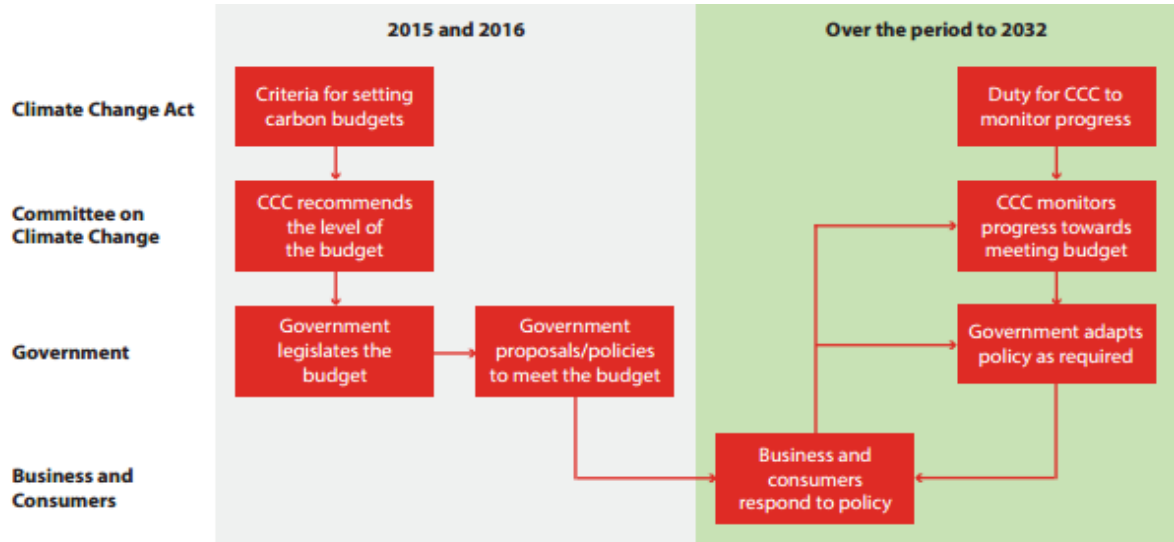 2015 and 2016
Over the period to 2032
Climate Change Act
Criteria for setting
carbon budgets
Duty for CCC to
monitor progress
Committee on
Climate Change
CCC recommends
the level of
the budget
CCC monitors
progress towards
meeting budget
Government
Government
legislates the
budget
Government
proposals/policies
to meet the budget
Government adapts
policy as required
Business and
Consumers
Business and
consumers
respond to policy